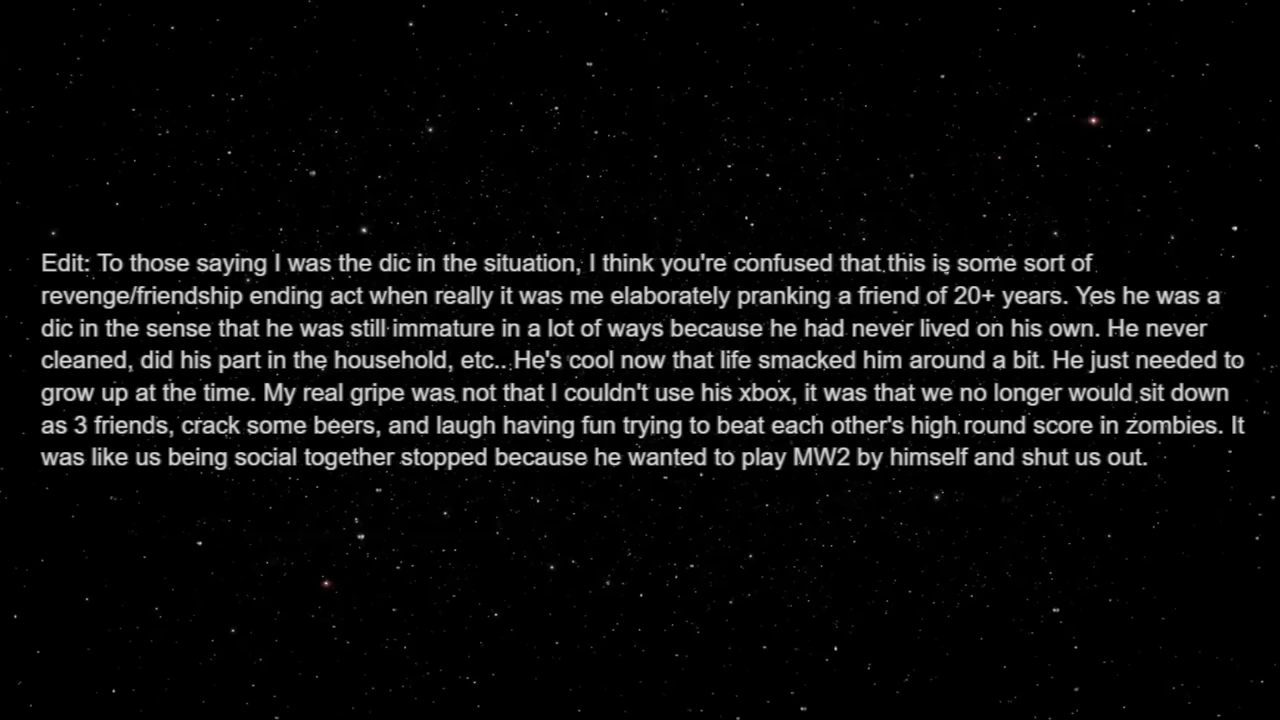 Edit: To those saying I was the dic in the situation, I think you're confused that this is some sort of
revenge/friendship ending act when really it was me elaborately pranking a friend of 20+ years. Yes he was a
dic in the sense that he was still immature in a lot of ways because he had never lived on his own. He never
cleaned, did his part in the household, etc.. He's cool now that life smacked him around a bit. He just needed to
grow up at the time. My real gripe was not that I couldn't use his xbox, it was that we no longer would sit down
as 3 friends, crack some beers, and laugh having fun trying to beat each other's high round score in zombies. It
was like us being social together stopped because he wanted to play MW2 by himself and shut us out.